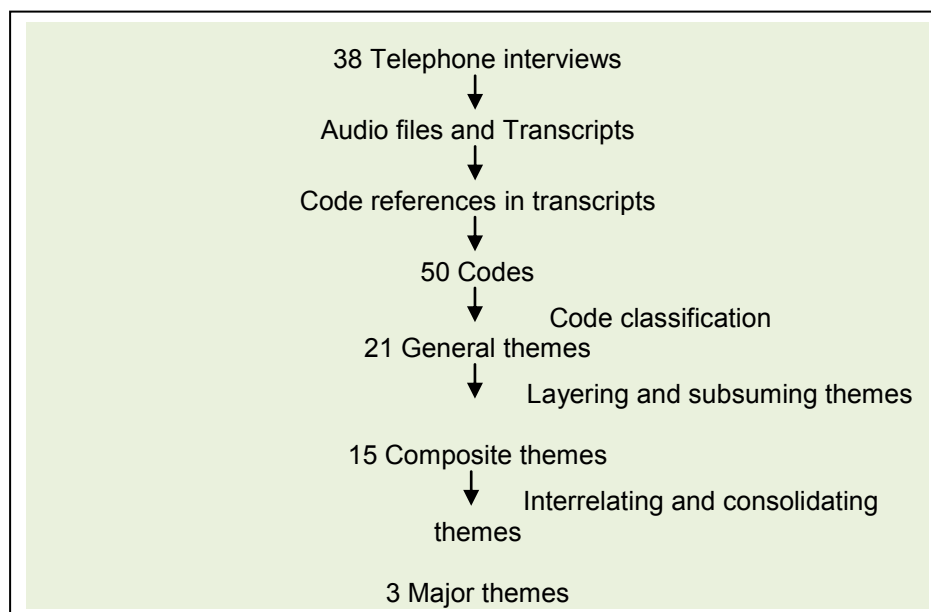 38 Telephone interviews
Audio files and Transcripts
Code references in transcripts
50 Codes
Code classification
21 General themes
Layering and subsuming themes
15 Composite themes
Interrelating and consolidating
themes
3 Major themes